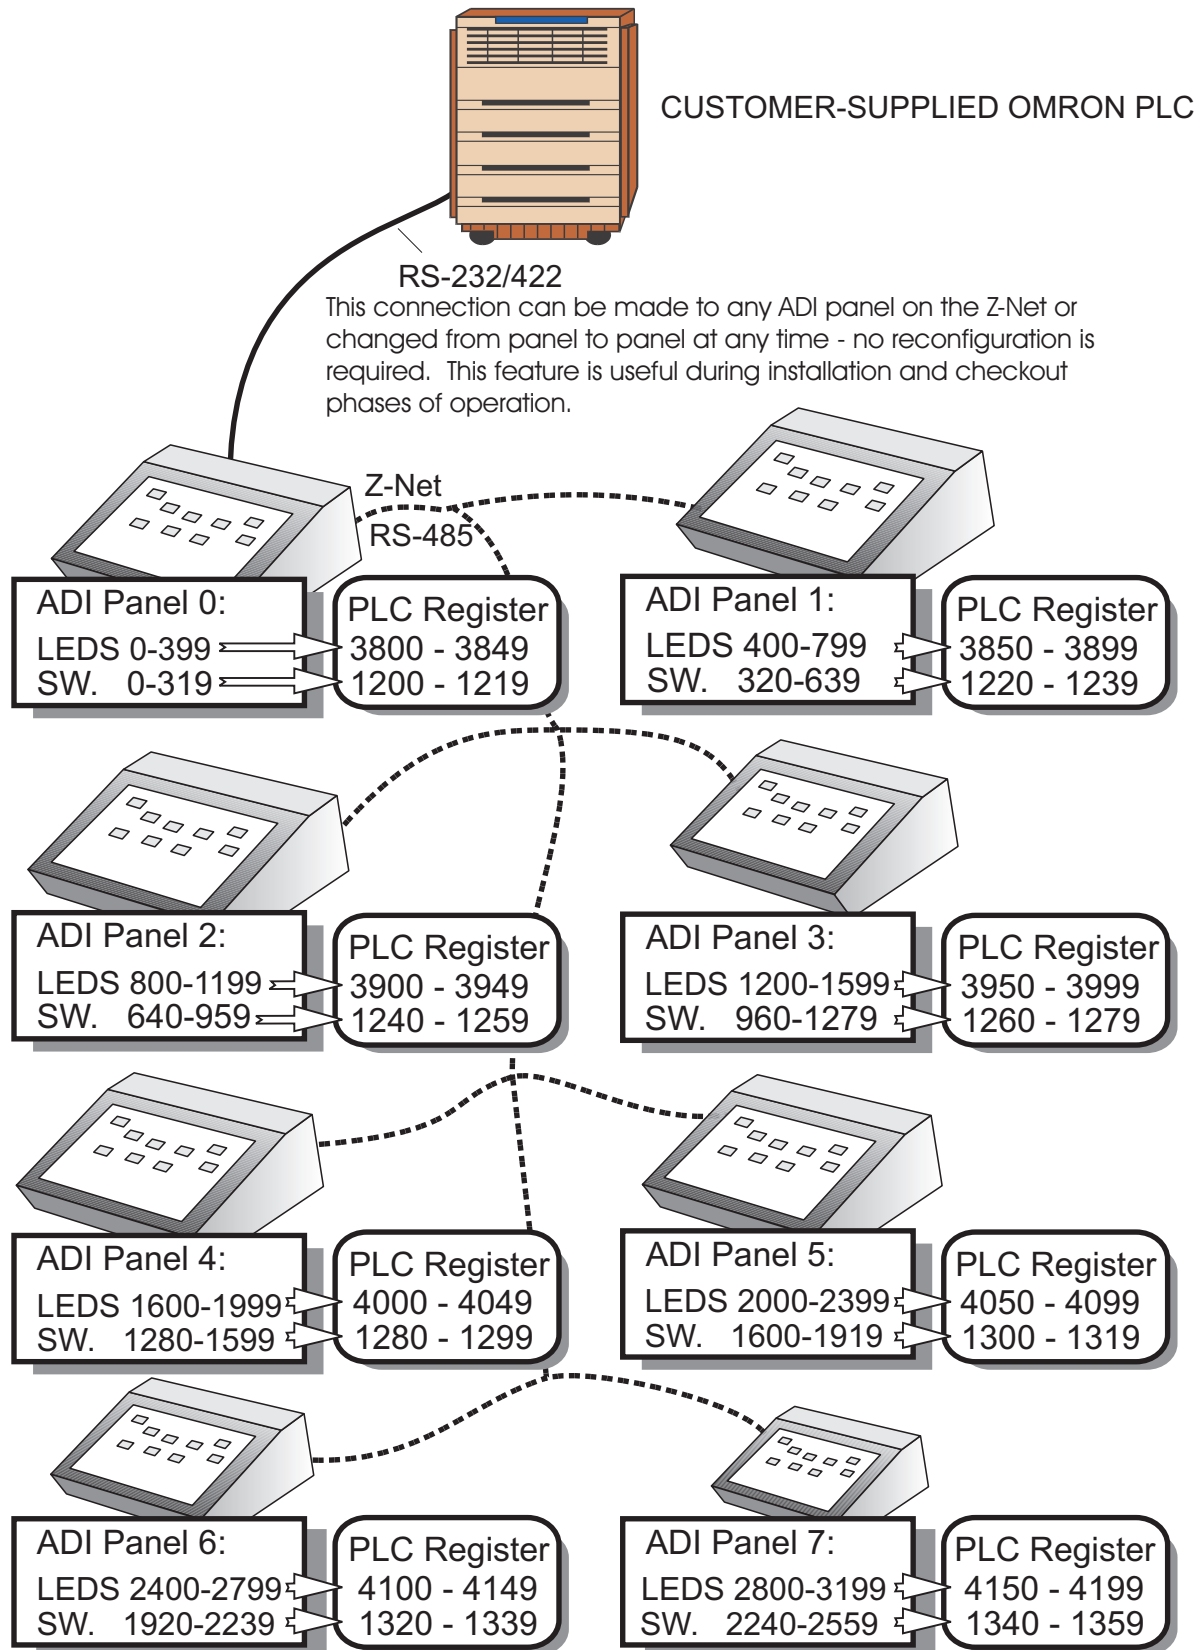 CUSTOMER-SUPPLIED OMRON PLC
RS-232/422
This connection can be made to any ADI panel on the Z-Net or
changed from panel to panel at any time - no reconfiguration is
required. This feature is useful during installation and checkout
phases of operation.
Z-Net
RS-485
ADI Panel 0:
LEDS 0-399
SW. 0-319
PLC Register
3800 - 3849
1200 - 1219
ADI Panel 1:
LEDS 400-799
SW. 320-639
PLC Register
3850 - 3899
1220 - 1239
ADI Panel 2:
LEDS 800-1199
SW. 640-959
PLC Register
3900 - 3949
1240 - 1259
ADI Panel 3:
LEDS 1200-1599
SW. 960-1279
PLC Register
3950 - 3999
1260 - 1279
ADI Panel 4:
LEDS 1600-1999
SW. 1280-1599
PLC Register
4000 - 4049
1280 - 1299
ADI Panel 5:
LEDS 2000-2399
SW. 1600-1919
PLC Register
4050 - 4099
1300 - 1319
ADI Panel 6:
LEDS 2400-2799
SW. 1920-2239
PLC Register
4100 - 4149
1320 - 1339
ADI Panel 7:
LEDS 2800-3199
SW. 2240-2559
PLC Register
4150 - 4199
1340 - 1359